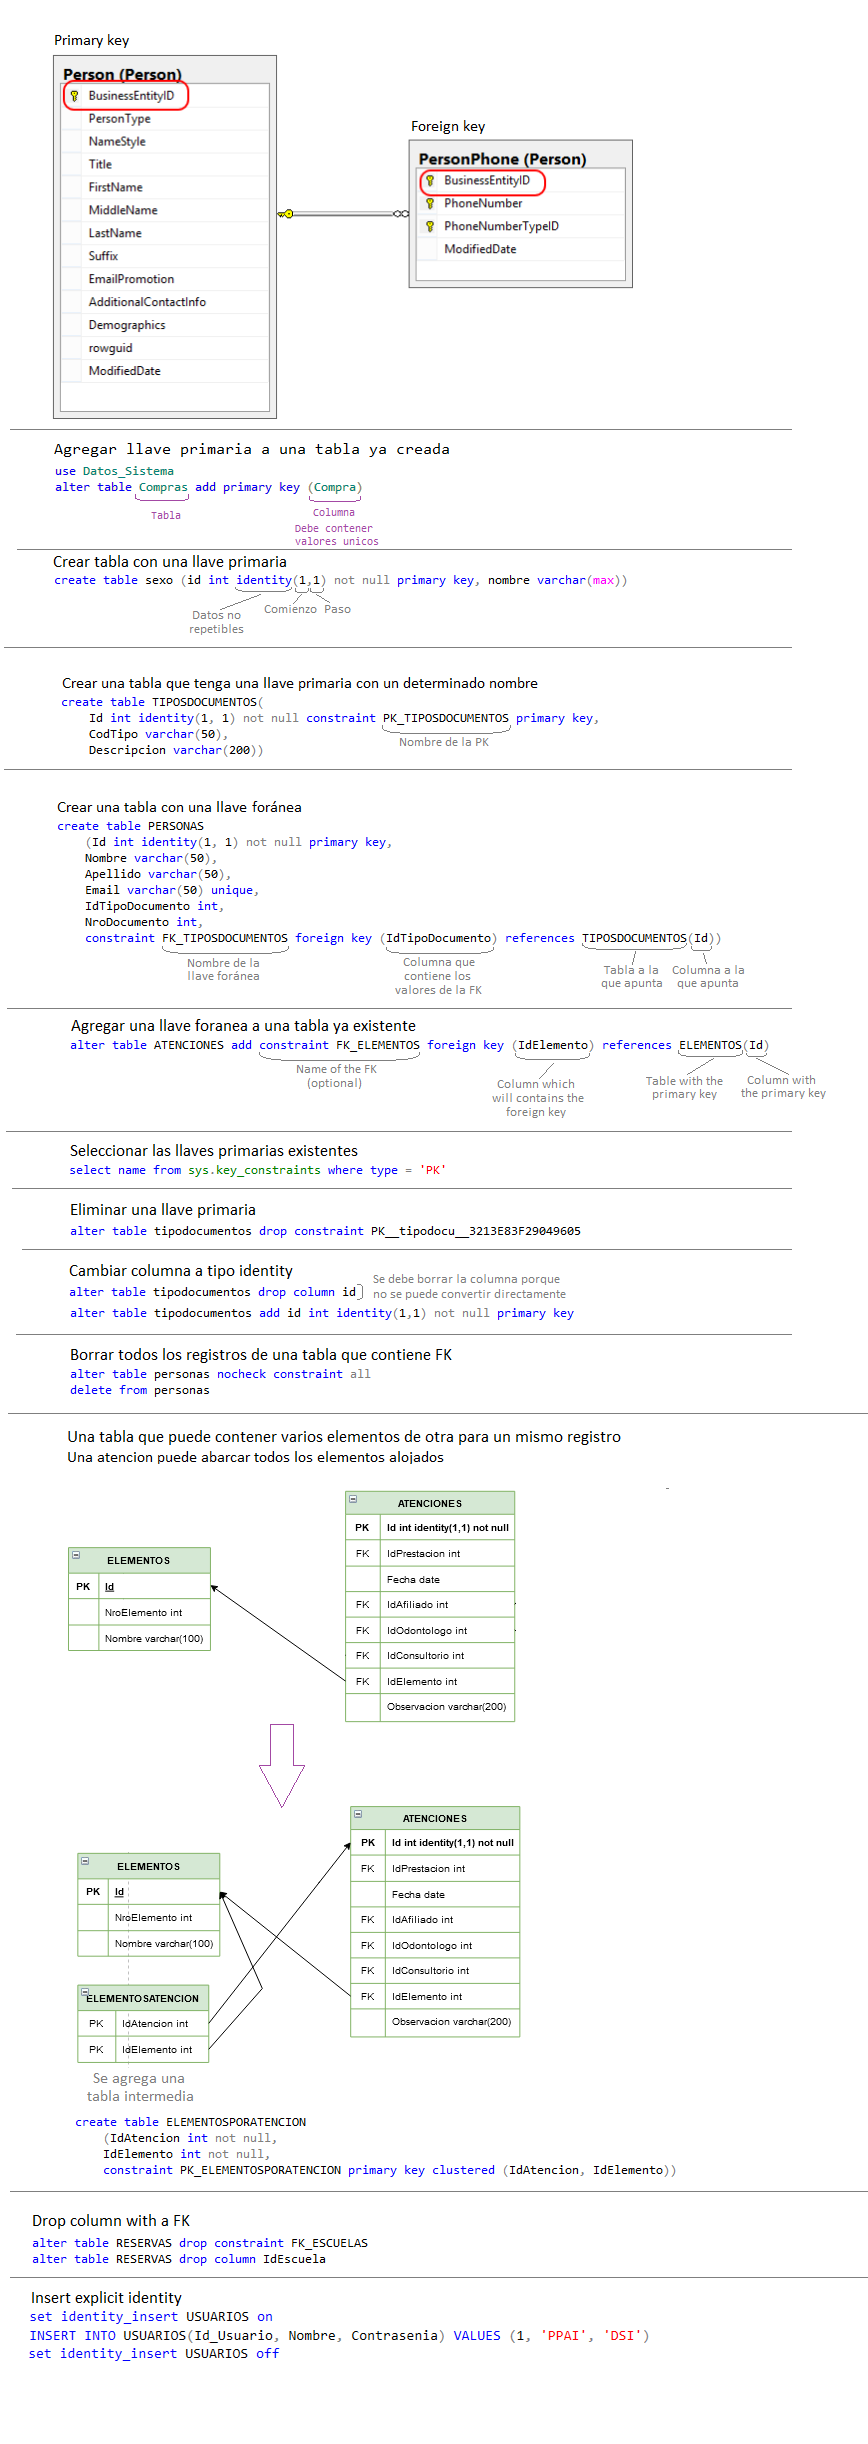 Primary key
Person (Person)
BusinessEntityID
PersonType
NameStyle
Title
FirstName
MiddleName
LastName
Suffix
EmailPromotion
AdditionalContactInfo
Demographics
rowguid
ModifiedDate
Foreign key
PersonPhone (Person)
BusinessEntityID
PhoneNumber
PhoneNumberTypeID
ModifiedDate
Agregar llave primaria a una tabla ya creada
use Datos_Sistema
alter table Compras add primary key (Compra)
Tabla
Columna
Debe contener
valores unicos
Crear tabla con una llave primaria
create table sexo (id int identity(1,1) not null primary key, nombre varchar(max))
Datos no
repetibles
Comienzo
Paso
Crear una tabla que tenga una llave primaria con un determinado nombre
create table TIPOSDOCUMENTOS(
Id int identity(1, 1) not null constraint PK_TIPOSDOCUMENTOS primary key,
CodTipo varchar(50),
Descripcion varchar(200))
Nombre de la PK
Crear una tabla con una llave foránea
create table PERSONAS
(Id int identity(1, 1) not null primary key,
Nombre varchar(50),
Apellido varchar(50),
Email varchar(50) unique,
IdTipoDocumento int,
NroDocumento int,
constraint FK_TIPOSDOCUMENTOS foreign key (IdTipoDocumento) references TIPOSDOCUMENTOS(Id))
Nombre de la
llave foránea
Columna que
contiene los
valores de la FK
Tabla a la
que apunta
Columna a la
que apunta
Agregar una llave foranea a una tabla ya existente
alter table ATENCIONES add constraint FK_ELEMENTOS foreign key (IdElemento) references ELEMENTOS(Id)
Name of the FK
(optional)
Column which
will contains the
foreign key
Table with the
primary key
Column with
the primary key
Seleccionar las llaves primarias existentes
select name from sys.key_constraints where type = 'PK'
Eliminar una llave primaria
alter table tipodocumentos drop constraint PK__tipodocu__3213E83F29049605
Cambiar columna a tipo identity
alter table tipodocumentos drop column id
Se debe borrar la columna porque
no se puede convertir directamente
alter table tipodocumentos add id int identity(1,1) not null primary key
Borrar todos los registros de una tabla que contiene FK
alter table personas nocheck constraint all
delete from personas
Una tabla que puede contener varios elementos de otra para un mismo registro
Una atencion puede abarcar todos los elementos alojados
ELEMENTOS
PK Id
NroElemento int
Nombre varchar(100)
ATENCIONES
PK Id int identity(1,1) not null
FK IdPrestacion int
Fecha date
FK IdAfiliado int
FK IdOdontologo int
FK IdConsultorio int
FK IdElemento int
Observacion varchar(200)
ELEMENTOS
PK Id
NroElemento int
Nombre varchar(100)
ATENCIONES
PK Id int identity(1,1) not null
FK IdPrestacion int
Fecha date
FK IdAfiliado int
FK IdOdontologo int
FK IdConsultorio int
FK IdElemento int
Observacion varchar(200)
ELEMENTOSATENCION
PK IdAtencion int
PK IdElemento int
Se agrega una
tabla intermedia
create table ELEMENTOSPORATENCION
(IdAtencion int not null,
IdElemento int not null,
constraint PK_ELEMENTOSPORATENCION primary key clustered (IdAtencion, IdElemento))
Drop column with a FK
alter table RESERVAS drop constraint FK_ESCUELAS
alter table RESERVAS drop column IdEscuela
Insert explicit identity
set identity_insert USUARIOS on
INSERT INTO USUARIOS(Id_Usuario, Nombre, Contrasenia) VALUES (1, 'PPAI', 'DSI')
set identity_insert USUARIOS off